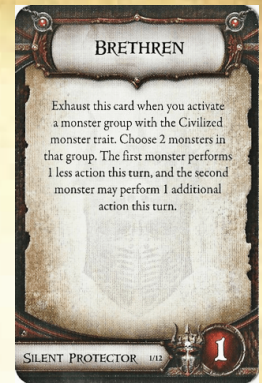 BRETHREN
Exhaust this card when you activate
a monster group with the Civilized
monster trait. Choose 2 monsters in
that group. The first monster performs
1 less action this turn, and the second
monster may perform 1 additional
action this turn.
SILENT PROTECTOR 1/12 1